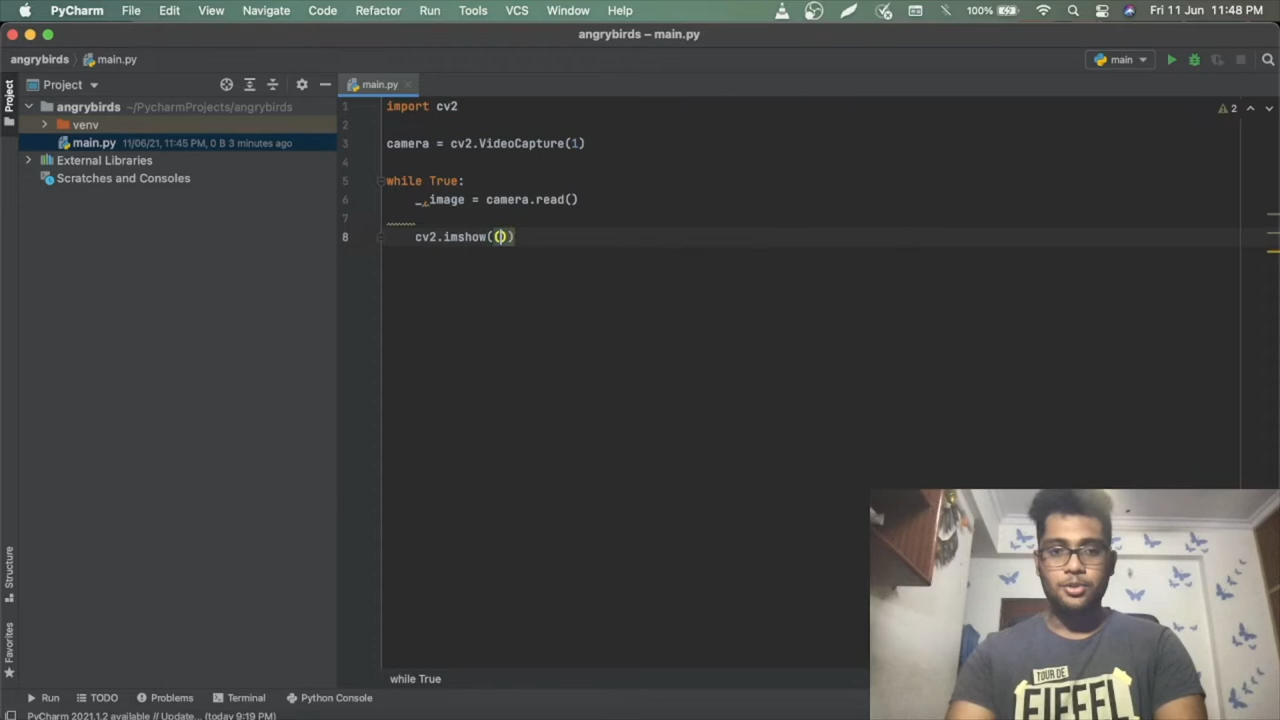 PyCharm File Edit View Navigate Code Refactor Run Tools VCS Window Help 100% Fri 11 Jun 11:48 PM
angrybirds – main.py
angrybirds main.py main
Project main.py
Project
angrybirds ~/PycharmProjects/angrybirds
venv
main.py 11/06/21, 11:45 PM, 0 B 3 minutes ago
External Libraries
Scratches and Consoles
1 import cv2
2
3 camera = cv2.VideoCapture(1)
4
5 while True:
6 _,image = camera.read()
7
8 cv2.imshow(())
2
Structure
Favorites
TOUR DE
EIFFEL
while True
Run TODO Problems Terminal Python Console
PyCharm 2021.1.2 available // Update... (today 9:19 PM)